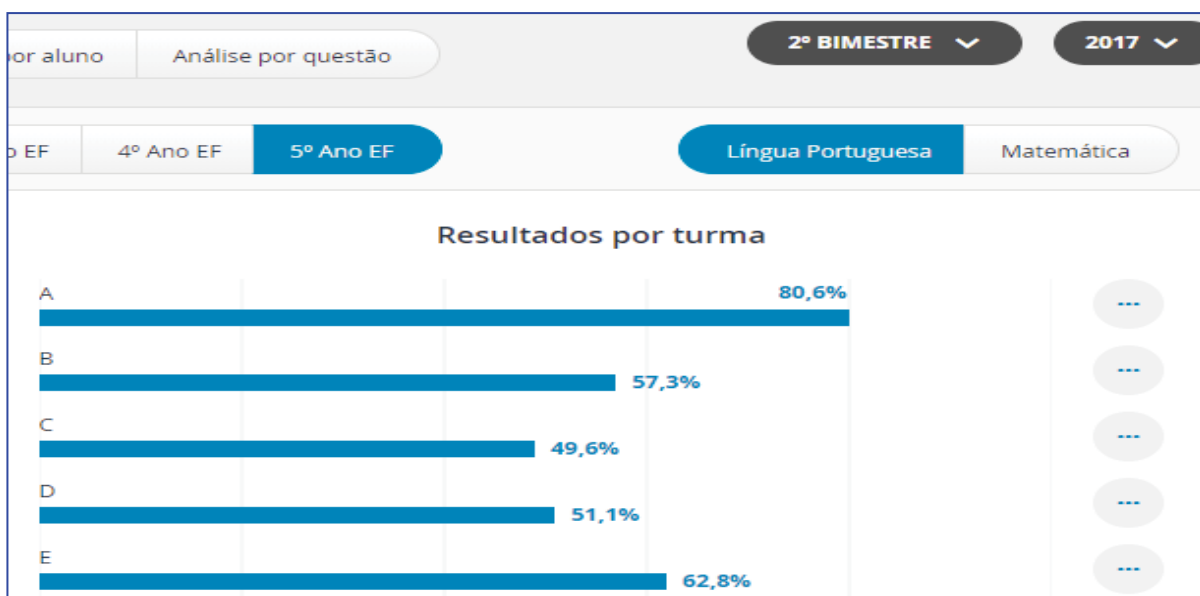 por aluno Análise por questão 2º BIMESTRE 2017
EF 4º Ano EF 5º Ano EF Língua Portuguesa Matemática
Resultados por turma
A 80,6% ---
B 57,3% ---
C 49,6% ---
D 51,1% ---
E 62,8% ---